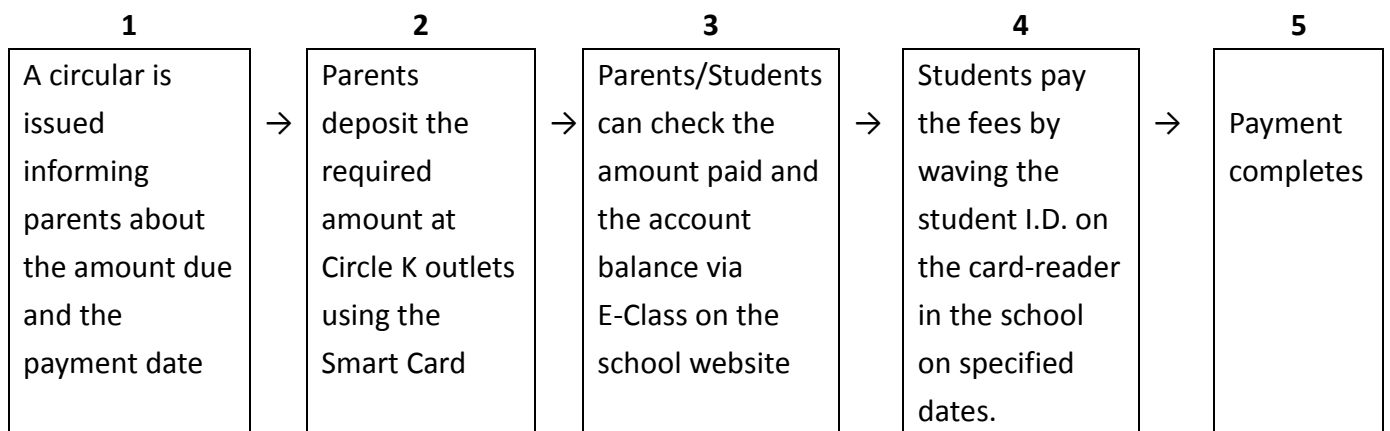 1
A circular is
issued
informing
parents about
the amount due
and the
payment date
→
2
Parents
deposit the
required
amount at
Circle K outlets
using the
Smart Card
→
3
Parents/Students
can check the
amount paid and
the account
balance via
E-Class on the
school website
→
4
Students pay
the fees by
waving the
student I.D. on
the card-reader
in the school
on specified
dates.
→
5
Payment
completes